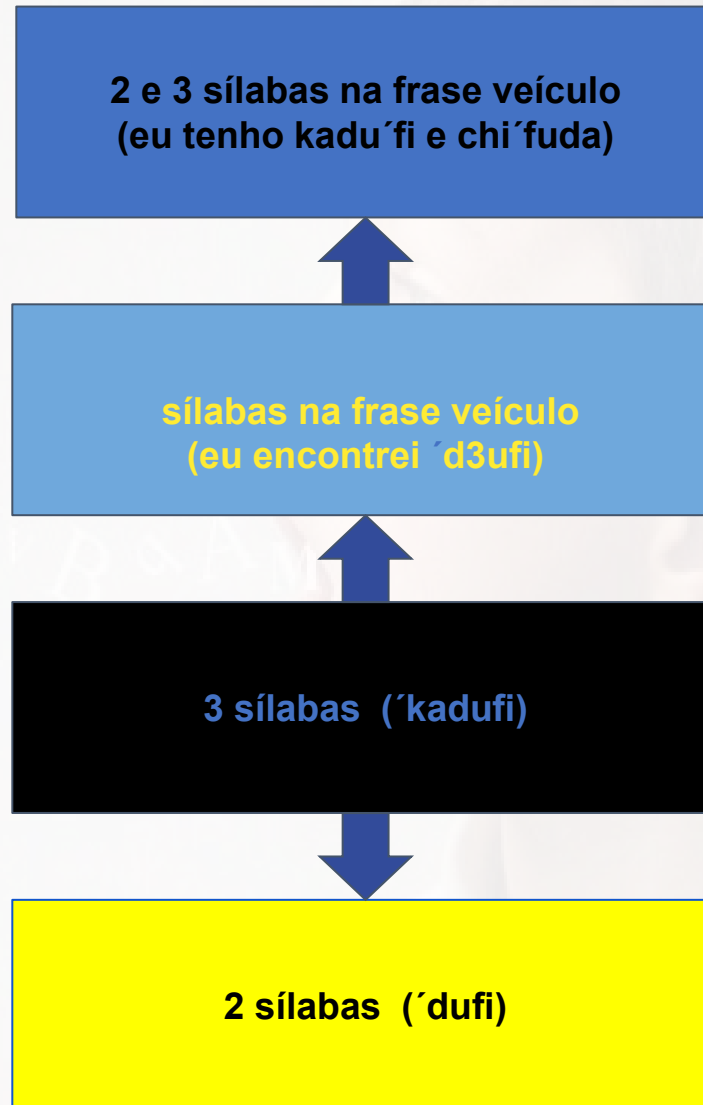 2 e 3 sílabas na frase veículo
(eu tenho kadu´fi e chi´fuda)
sílabas na frase veículo
(eu encontrei ´d3ufi)
3 sílabas (´kadufi)
2 sílabas (´dufi)